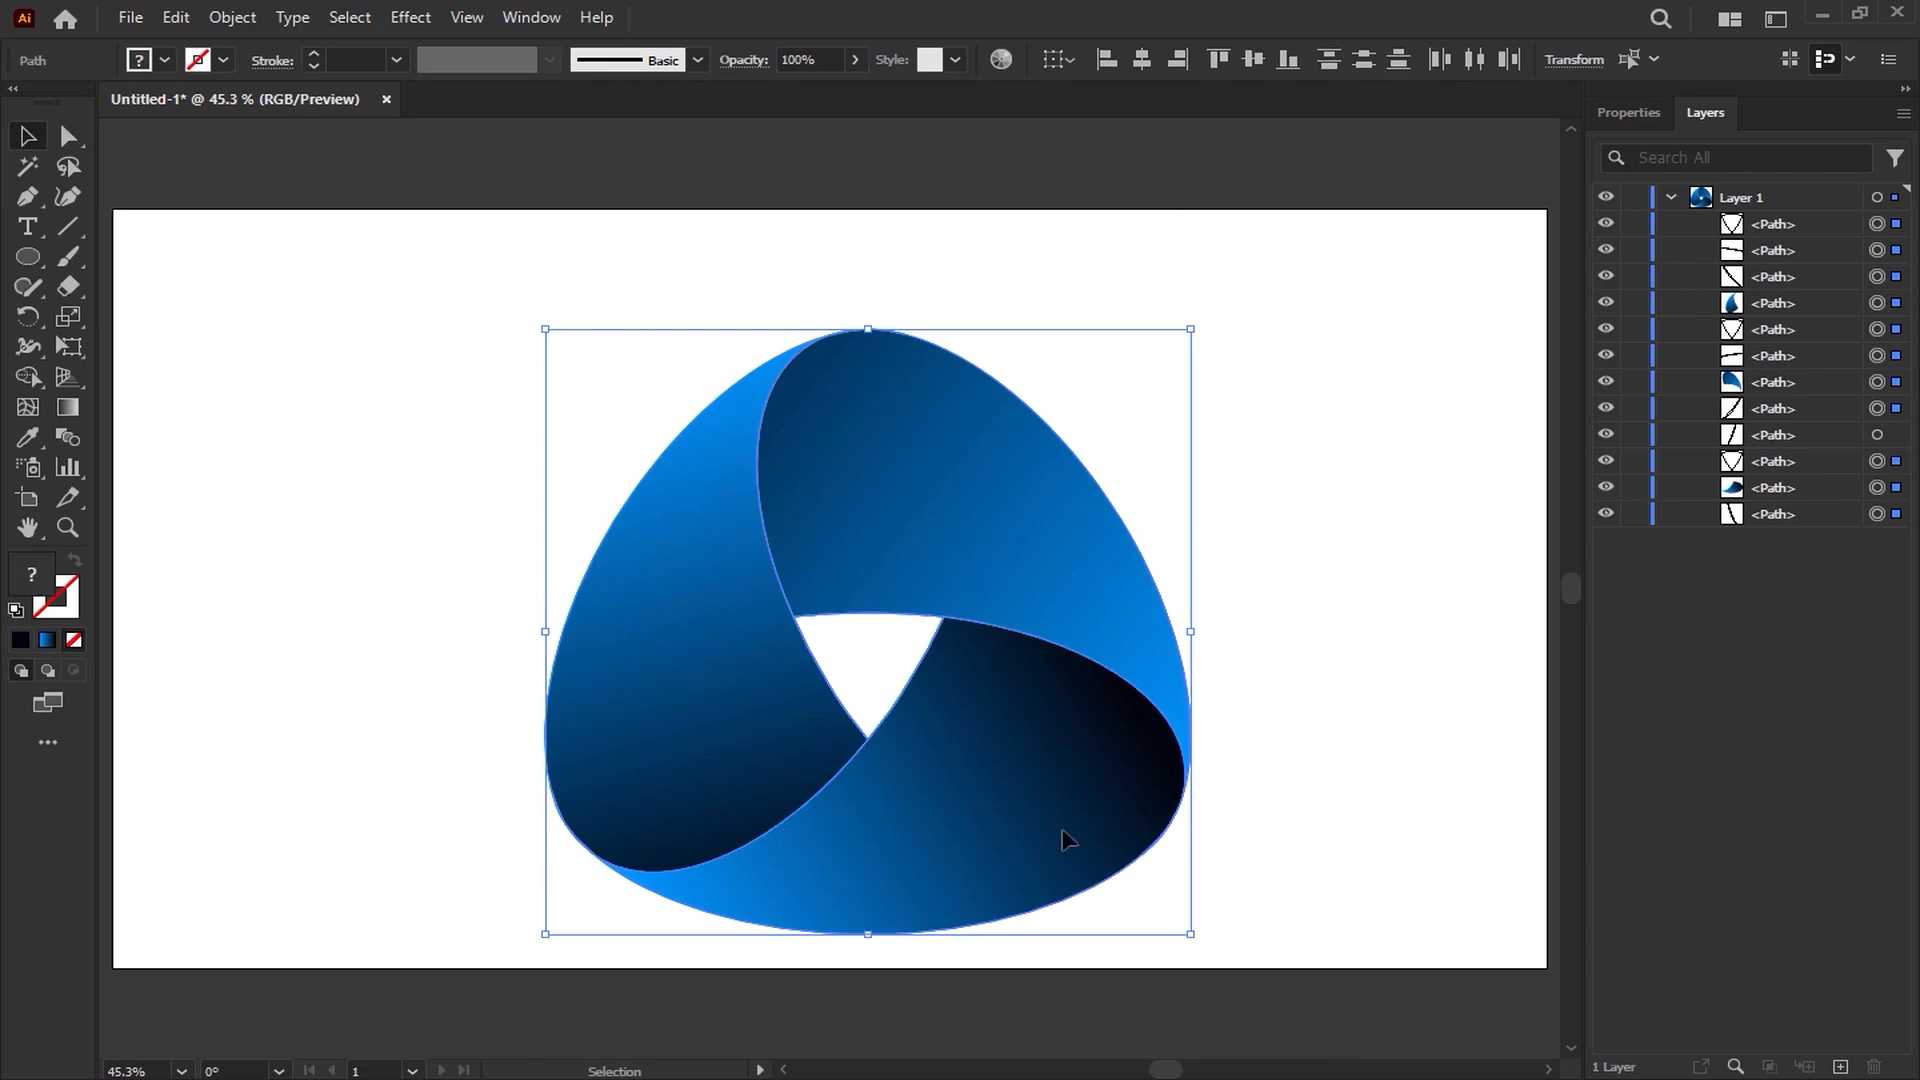 Ai
File Edit Object Type Select Effect View Window Help
Path ? Stroke: Basic Opacity: 100% Style: Transform
Untitled-1* @ 45.3 % (RGB/Preview)
Properties Layers
Search All
Layer 1
<Path>
<Path>
<Path>
<Path>
<Path>
<Path>
<Path>
<Path>
<Path>
<Path>
<Path>
<Path>
T
?
45.3% 0° 1 Selection
1 Layer